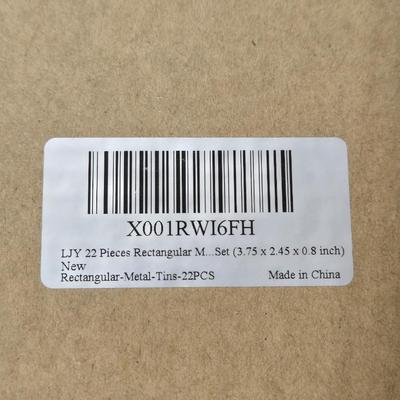 X001RWI6FH
LJY 22 Pieces Rectangular M...Set (3.75 x 2.45 x 0.8 inch)
New
Rectangular-Metal-Tins-22PCS Made in China